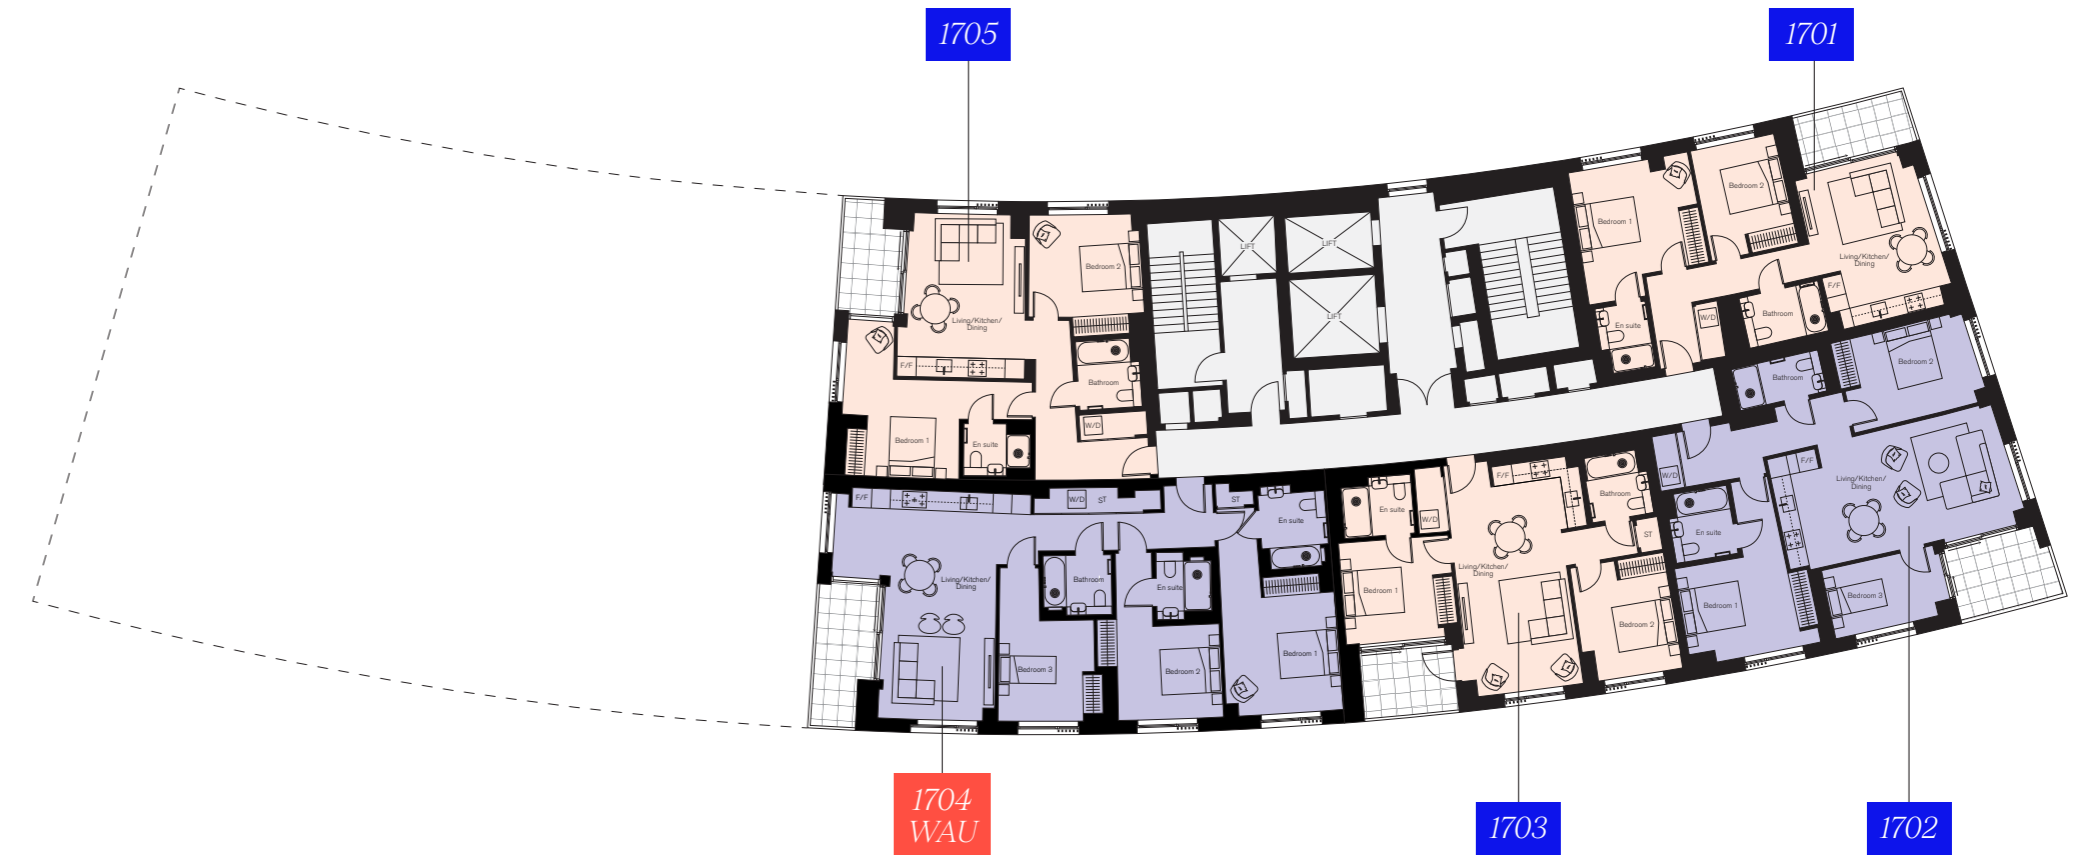 1705
1701
LIFT
LIFT
LIFT
Bedroom 2
Living/Kitchen/
Dining
F/F
Bathroom
W/D
Bedroom 1
En suite
Bedroom 1
Bedroom 2
Living/Kitchen/
Dining
F/F
Bathroom
W/D
En suite
Bathroom
Bedroom 2
F/F
Living/Kitchen/
Dining
W/D
En suite
Bedroom 1
Bedroom 3
F/F
W/D
ST
ST
En suite
Living/Kitchen/
Dining
Bathroom
En suite
Bedroom 3
Bedroom 2
Bedroom 1
En suite
W/D
F/F
Bathroom
ST
Living/Kitchen/
Dining
Bedroom 1
Bedroom 2
1704
WAU
1703
1702